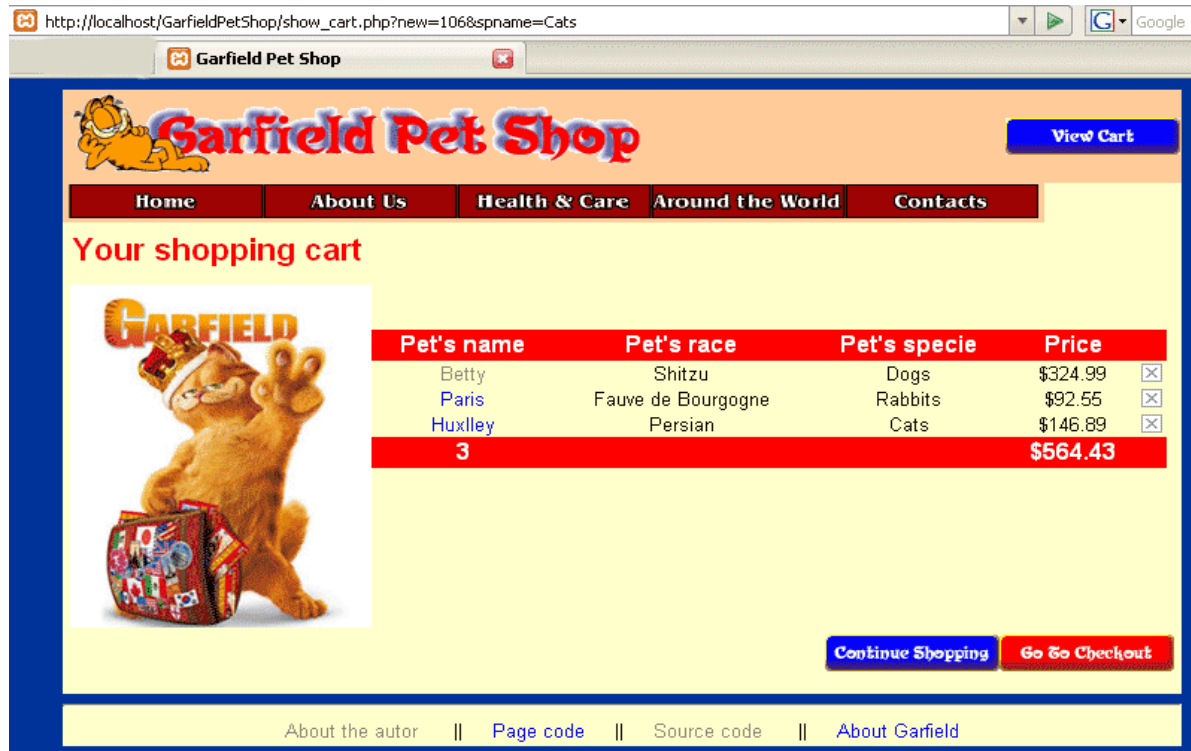 http://localhost/GarfieldPetShop/show_cart.php?new=106&spname=Cats
G Google
Garfield Pet Shop
Garfield Pet Shop
View Cart
Home About Us Health & Care Around the World Contacts
Your shopping cart
GARFIELD
Pet's name Pet's race Pet's specie Price
Betty Shitzu Dogs $324.99
Paris Fauve de Bourgogne Rabbits $92.55
Huxlley Persian Cats $146.89
3 $564.43
Continue Shopping Go To Checkout
About the autor || Page code || Source code || About Garfield